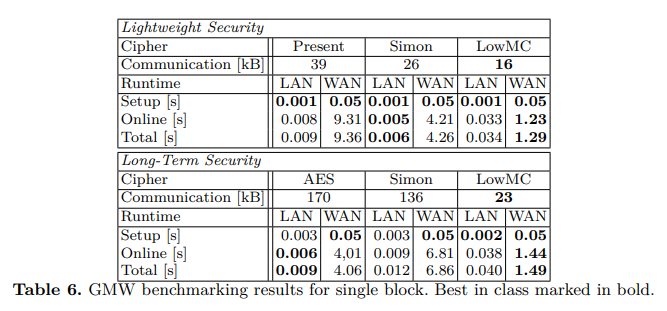 Lightweight Security
Cipher Present Simon LowMC
Communication [kB] 39 26 16
Runtime LAN WAN LAN WAN LAN WAN
Setup [s] 0.001 0.05 0.001 0.05 0.001 0.05
Online [s] 0.008 9.31 0.005 4.21 0.033 1.23
Total [s] 0.009 9.36 0.006 4.26 0.034 1.29
Long-Term Security
Cipher AES Simon LowMC
Communication [kB] 170 136 23
Runtime LAN WAN LAN WAN LAN WAN
Setup [s] 0.003 0.05 0.003 0.05 0.002 0.05
Online [s] 0.006 4,01 0.009 6.81 0.038 1.44
Total [s] 0.009 4.06 0.012 6.86 0.040 1.49
Table 6. GMW benchmarking results for single block. Best in class marked in bold.